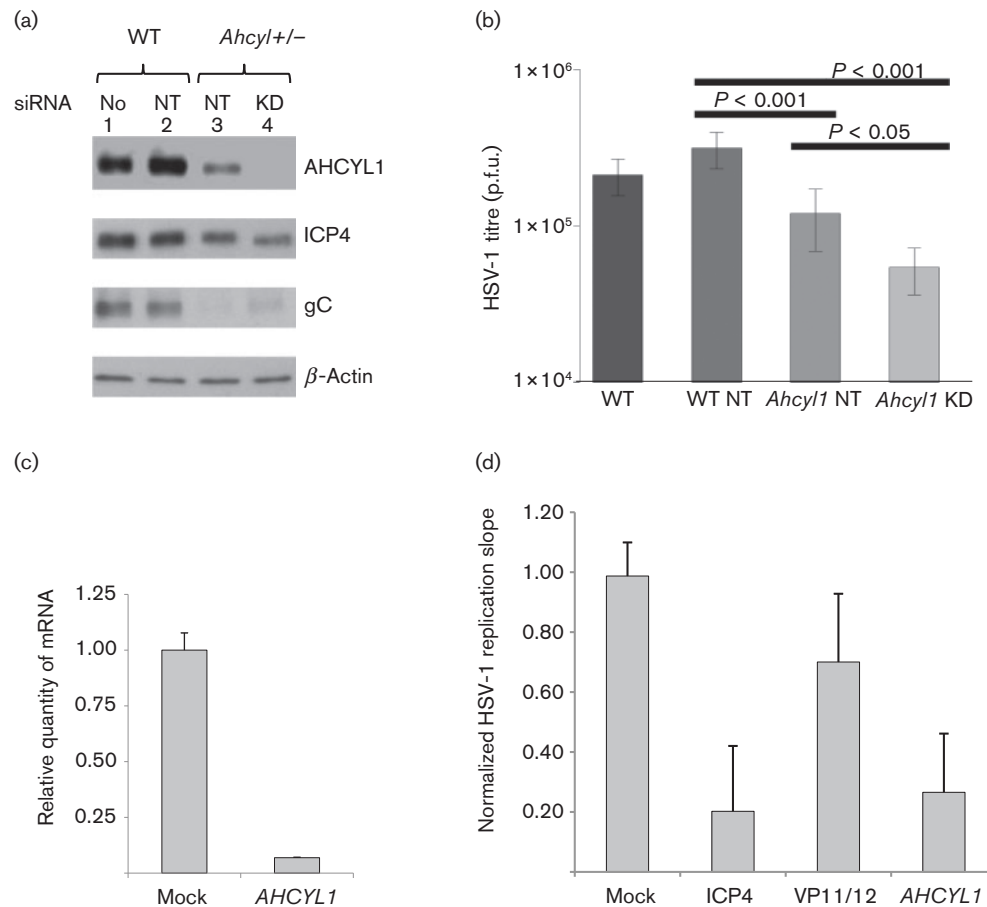 (a)
WT Ahcyl+/–
siRNA No NT NT KD
1 2 3 4
AHCYL1
ICP4
gC
β-Actin
(b)
HSV-1 titre (p.f.u.)
1×10⁶
1×10⁵
1×10⁴
P < 0.001
P < 0.001
P < 0.05
WT WT NT Ahcyl1 NT Ahcyl1 KD
(c)
Relative quantity of mRNA
1.25
1.00
0.75
0.50
0.25
Mock AHCYL1
(d)
Normalized HSV-1 replication slope
1.20
1.00
0.80
0.60
0.40
0.20
Mock ICP4 VP11/12 AHCYL1